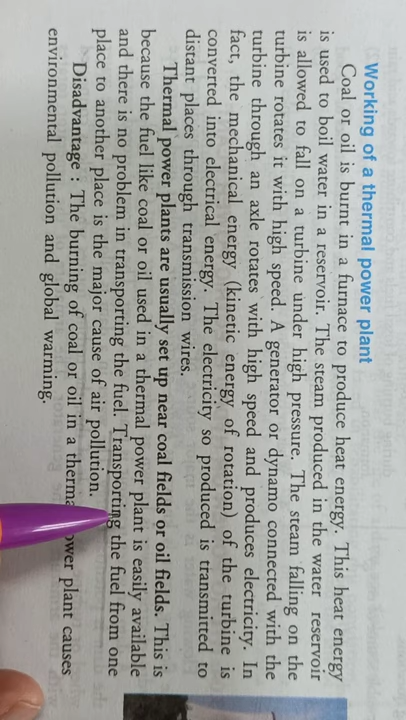 Working of a thermal power plant
Coal or oil is burnt in a furnace to produce heat energy. This heat energy
is used to boil water in a reservoir. The steam produced in the water reservoir
is allowed to fall on a turbine under high pressure. The steam falling on the
turbine rotates it with high speed. A generator or dynamo connected with the
turbine through an axle rotates with high speed and produces electricity. In
fact, the mechanical energy (kinetic energy of rotation) of the turbine is
converted into electrical energy. The electricity so produced is transmitted to
distant places through transmission wires.
Thermal power plants are usually set up near coal fields or oil fields. This is
because the fuel like coal or oil used in a thermal power plant is easily available
and there is no problem in transporting the fuel. Transporting the fuel from one
place to another place is the major cause of air pollution.
Disadvantage : The burning of coal or oil in a plant causes
environmental pollution and global warming.